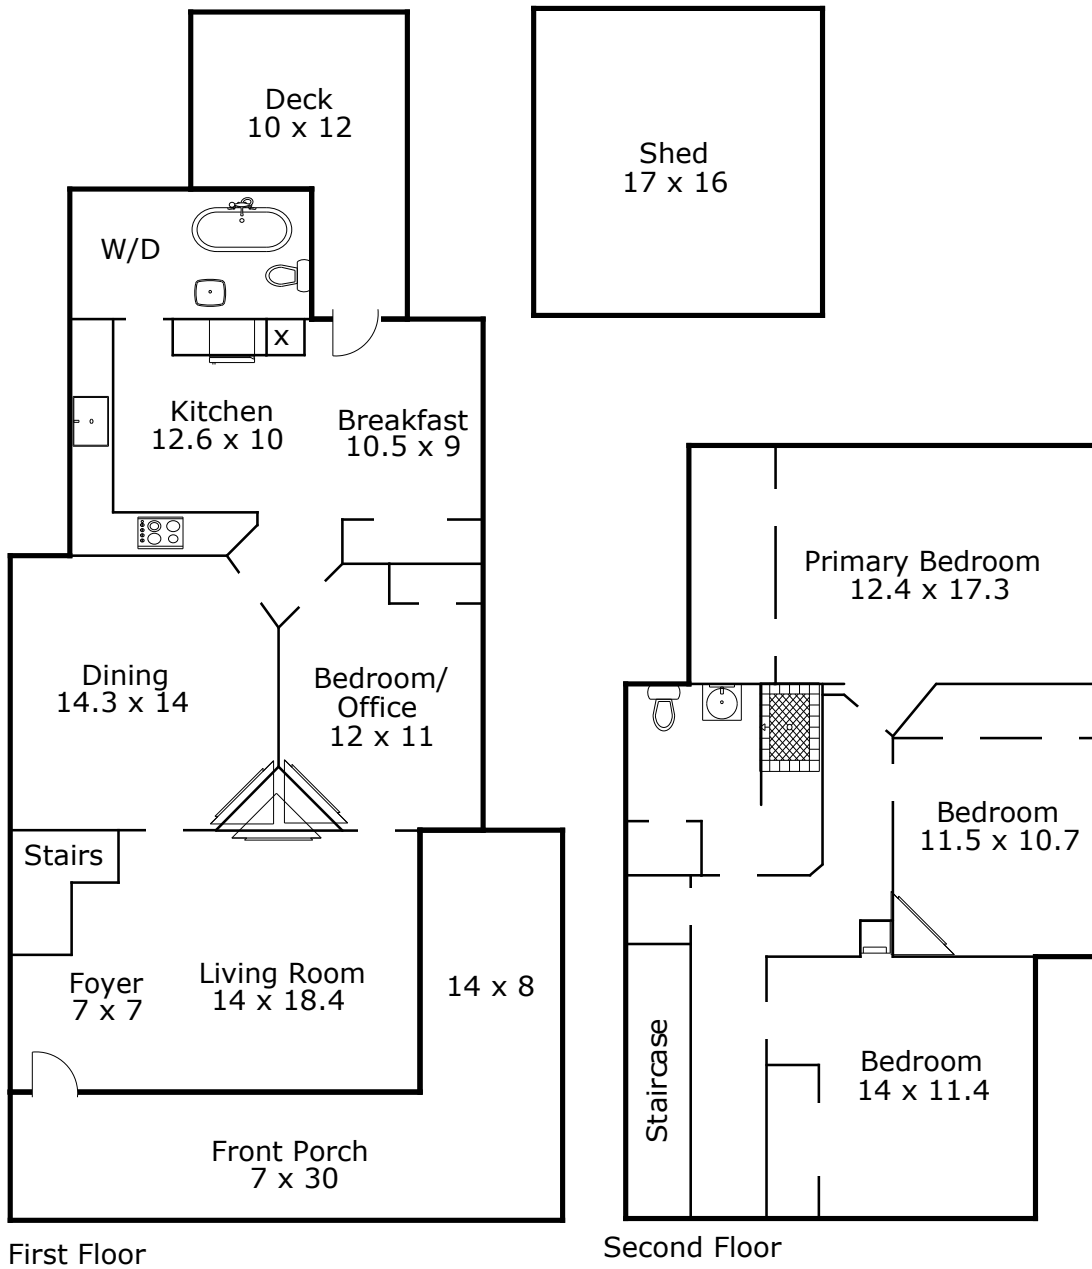 Deck
10 x 12
Shed
17 x 16
W/D
x
Kitchen
12.6 x 10
Breakfast
10.5 x 9
Dining
14.3 x 14
Bedroom/
Office
12 x 11
Stairs
Foyer
7 x 7
Living Room
14 x 18.4
14 x 8
Front Porch
7 x 30
First Floor
Primary Bedroom
12.4 x 17.3
Bedroom
11.5 x 10.7
Staircase
Bedroom
14 x 11.4
Second Floor